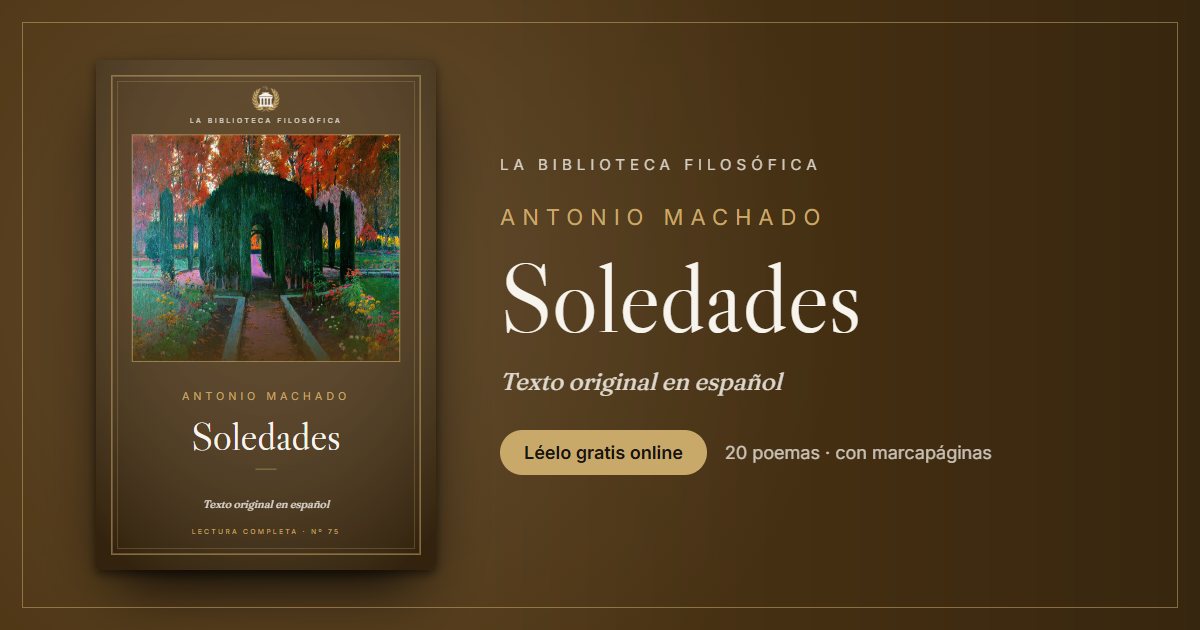 LA BIBLIOTECA FILOSÓFICA
ANTONIO MACHADO
Soledades
Texto original en español
LECTURA COMPLETA · Nº 75
LA BIBLIOTECA FILOSÓFICA
ANTONIO MACHADO
Soledades
Texto original en español
Léelo gratis online
20 poemas · con marcapáginas